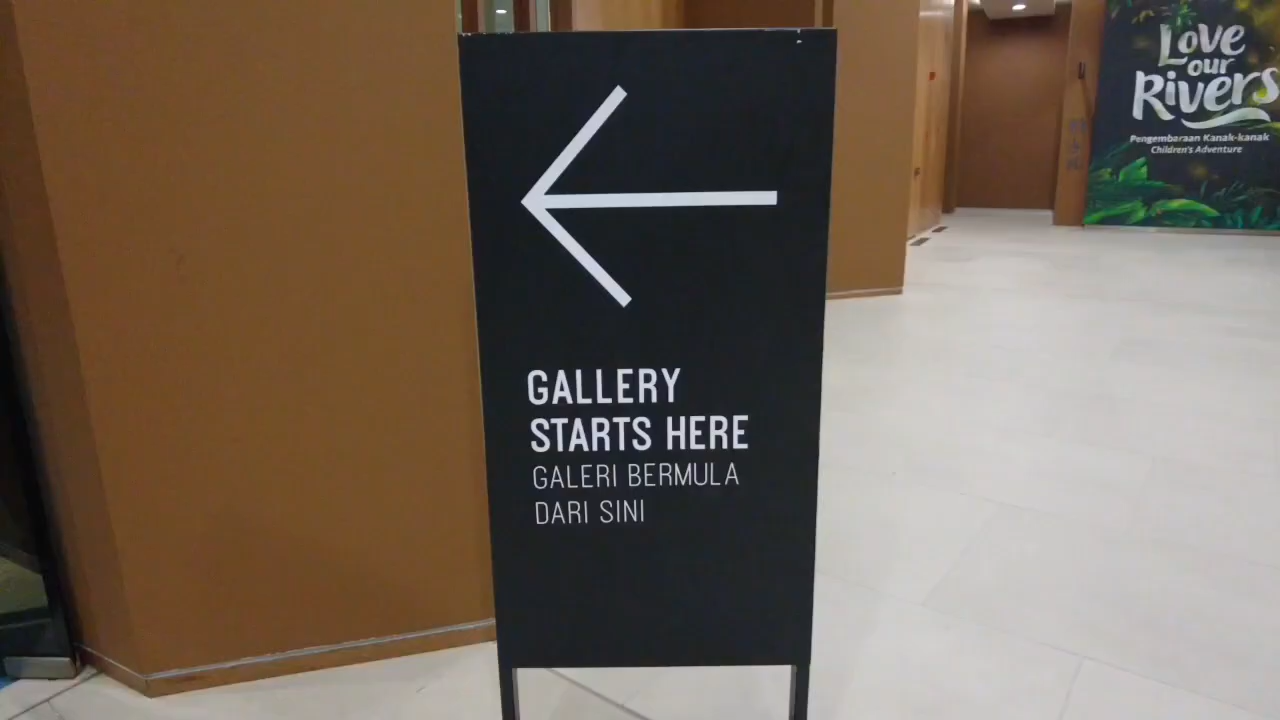 GALLERY
STARTS HERE
GALERI BERMULA
DARI SINI
Love
our
Rivers
Pengembaraan Kanak-kanak
Children's Adventure